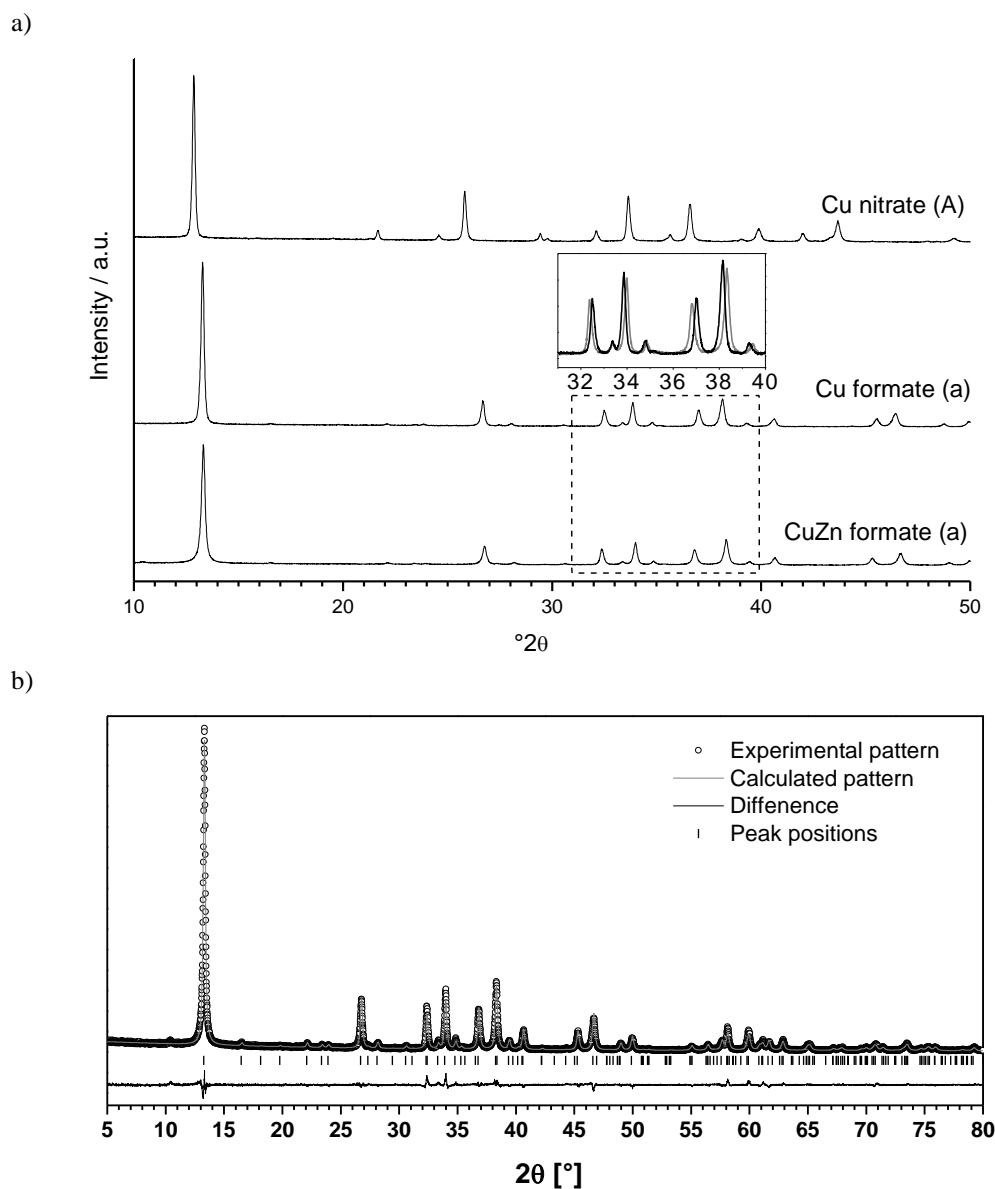 a)
Intensity / a.u.
Cu nitrate (A)
32 34 36 38 40
Cu formate (a)
CuZn formate (a)
10 20 30 40 50
°2θ
b)
Experimental pattern
Calculated pattern
Diffenence
Peak positions
5 10 15 20 25 30 35 40 45 50 55 60 65 70 75 80
2θ [°]